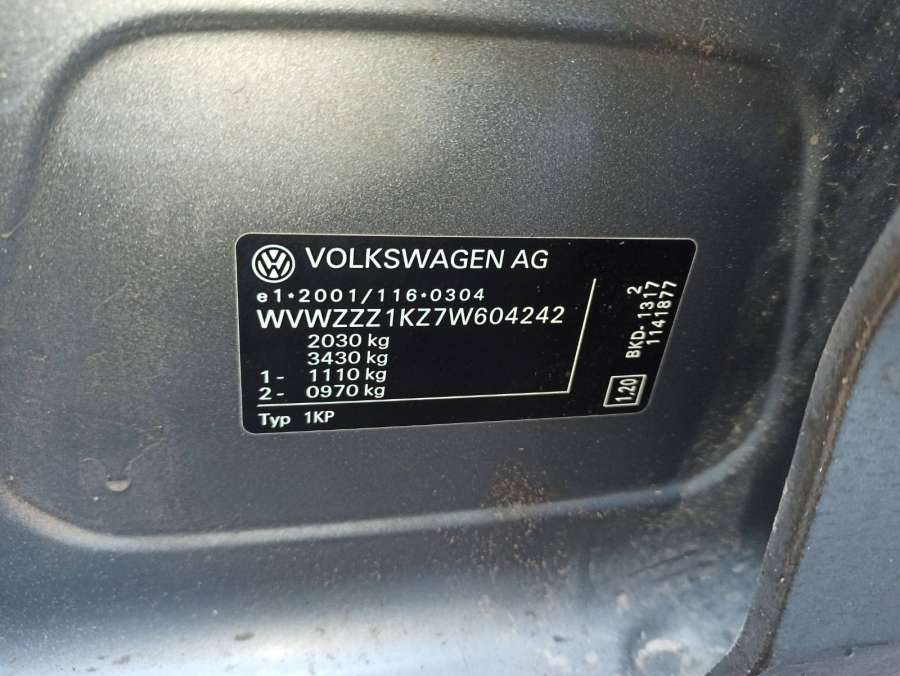 VOLKSWAGEN AG
e1*2001/116*0304
WVWZZZ1KZ7W604242
2030 kg
3430 kg
1- 1110 kg
2- 0970 kg
Typ 1KP
2
BKD- 1317
1141877
1.20